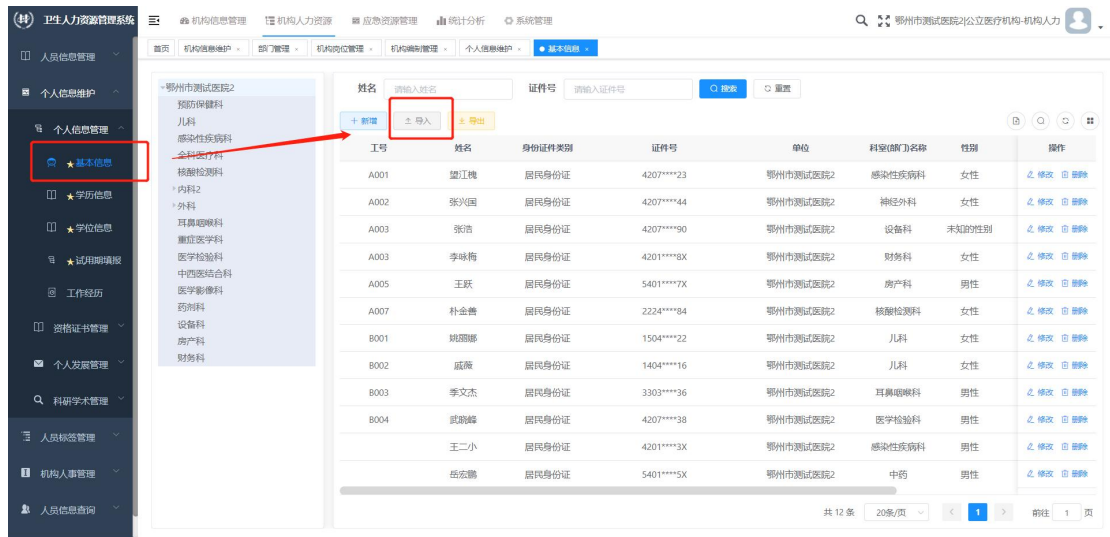 卫生人力资源管理系统
机构信息管理 机构人力资源 应急资源管理 统计分析 系统管理
鄂州市测试医院2|公立医疗机构-机构人力
首页 机构信息维护 × 部门管理 × 机构岗位管理 × 机构编制管理 × 个人信息维护 × 基本信息 ×
人员信息管理
个人信息维护
个人信息管理
★基本信息
★学历信息
★学位信息
★试用期填报
工作经历
资格证书管理
个人发展管理
科研学术管理
人员标签管理
机构人事管理
人员信息查询
鄂州市测试医院2
预防保健科
儿科
感染性疾病科
全科医疗科
核酸检测科
内科2
外科
耳鼻咽喉科
重症医学科
医学检验科
中西医结合科
医学影像科
药剂科
设备科
房产科
财务科
姓名 请输入姓名 证件号 请输入证件号 搜索 重置
+ 新增 导入 导出
工号 姓名 身份证件类别 证件号 单位 科室(部门)名称 性别 操作
A001 望江槐 居民身份证 4207****23 鄂州市测试医院2 感染性疾病科 女性 修改 删除
A002 张兴国 居民身份证 4207****44 鄂州市测试医院2 神经外科 女性 修改 删除
A003 张浩 居民身份证 4207****90 鄂州市测试医院2 设备科 未知的性别 修改 删除
A003 李咏梅 居民身份证 4201****8X 鄂州市测试医院2 财务科 女性 修改 删除
A005 王跃 居民身份证 5401****7X 鄂州市测试医院2 房产科 男性 修改 删除
A007 朴金善 居民身份证 2224****84 鄂州市测试医院2 核酸检测科 女性 修改 删除
B001 姚丽娜 居民身份证 1504****22 鄂州市测试医院2 儿科 女性 修改 删除
B002 戚薇 居民身份证 1404****16 鄂州市测试医院2 儿科 女性 修改 删除
B003 季文杰 居民身份证 3303****36 鄂州市测试医院2 耳鼻咽喉科 男性 修改 删除
B004 武晓峰 居民身份证 4207****38 鄂州市测试医院2 医学检验科 男性 修改 删除
王二小 居民身份证 4201****3X 鄂州市测试医院2 感染性疾病科 男性 修改 删除
岳宏鹏 居民身份证 5401****5X 鄂州市测试医院2 中药 男性 修改 删除
共 12 条 20条/页 < 1 > 前往 1 页